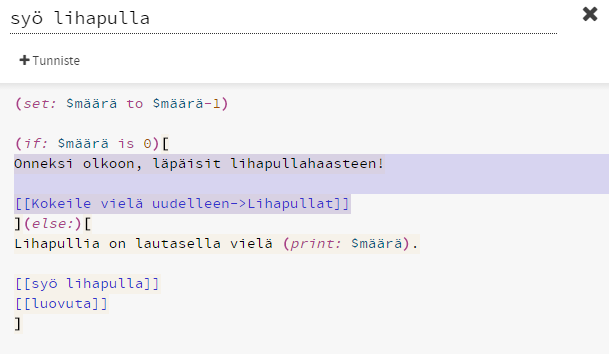 syö lihapulla
Tunniste
(set: $määrä to $määrä-1)
(if: $määrä is 0)[
Onneksi olkoon, läpäisit lihapullahaasteen!
[[Kokeile vielä uudelleen->Lihapullat]]
](else:)[
Lihapullia on lautasella vielä (print: $määrä).
[[syö lihapulla]]
[[luovuta]]
]